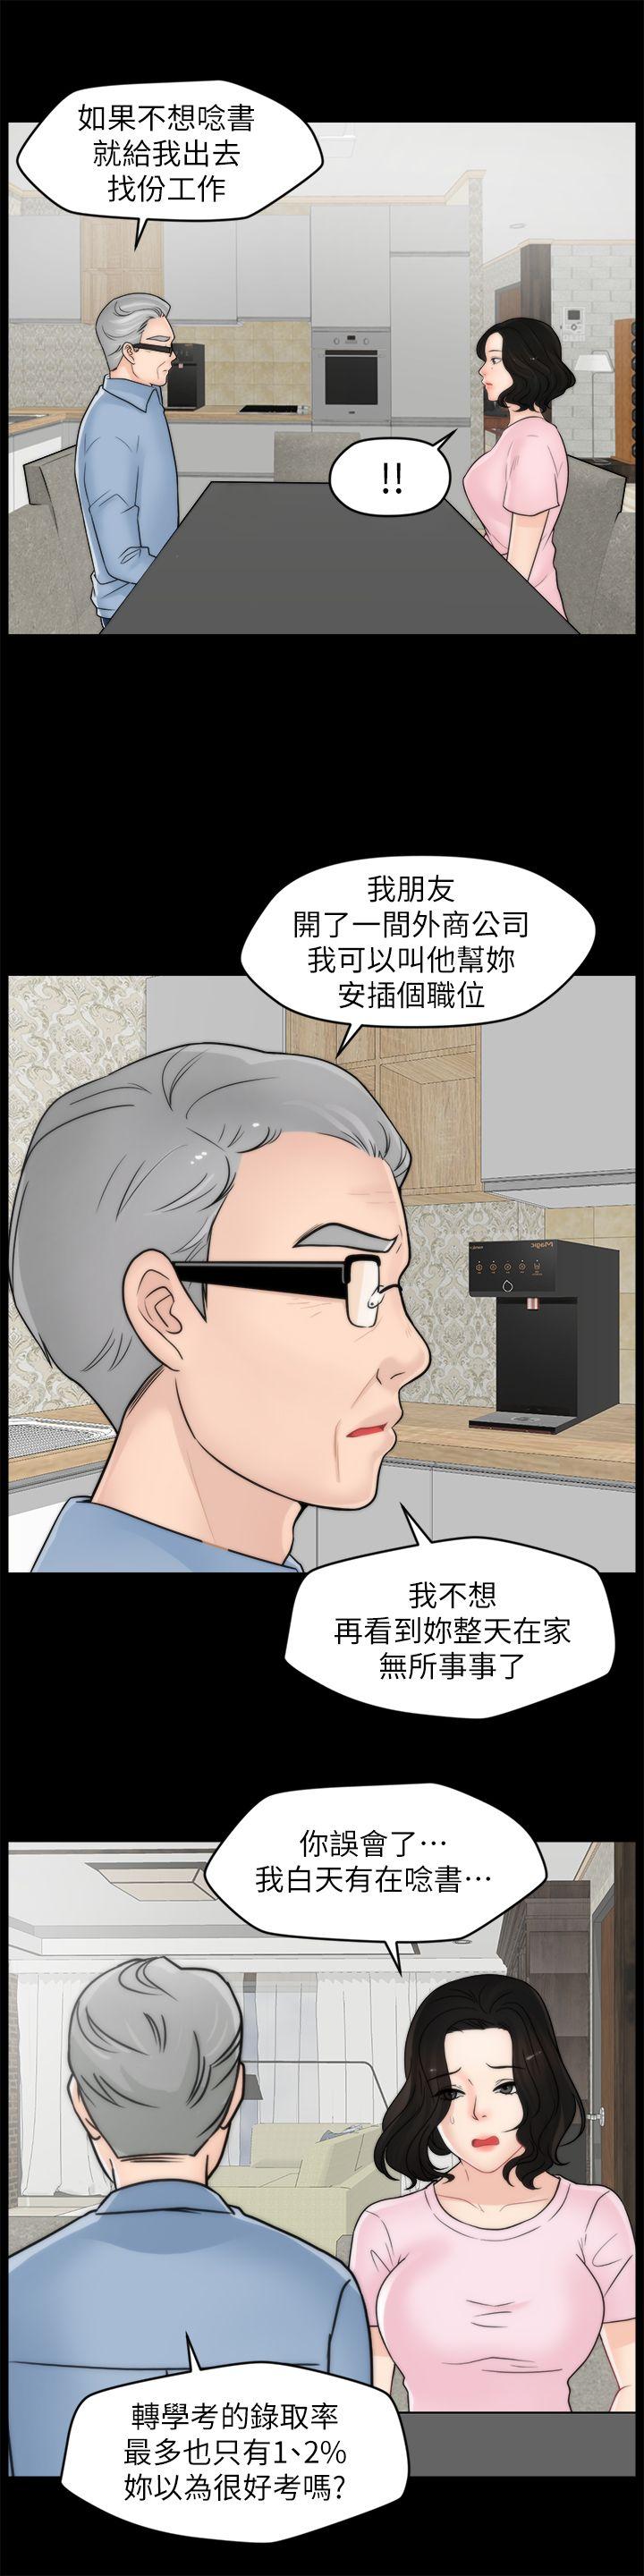 如果不想唸書
就給我出去
找份工作
!!
我朋友
開了一間外商公司
我可以叫他幫妳
安插個職位
Magic
我不想
再看到妳整天在家
無所事事了
你誤會了…
我白天有在唸書…
轉學考的錄取率
最多也只有1、2%
妳以為很好考嗎?